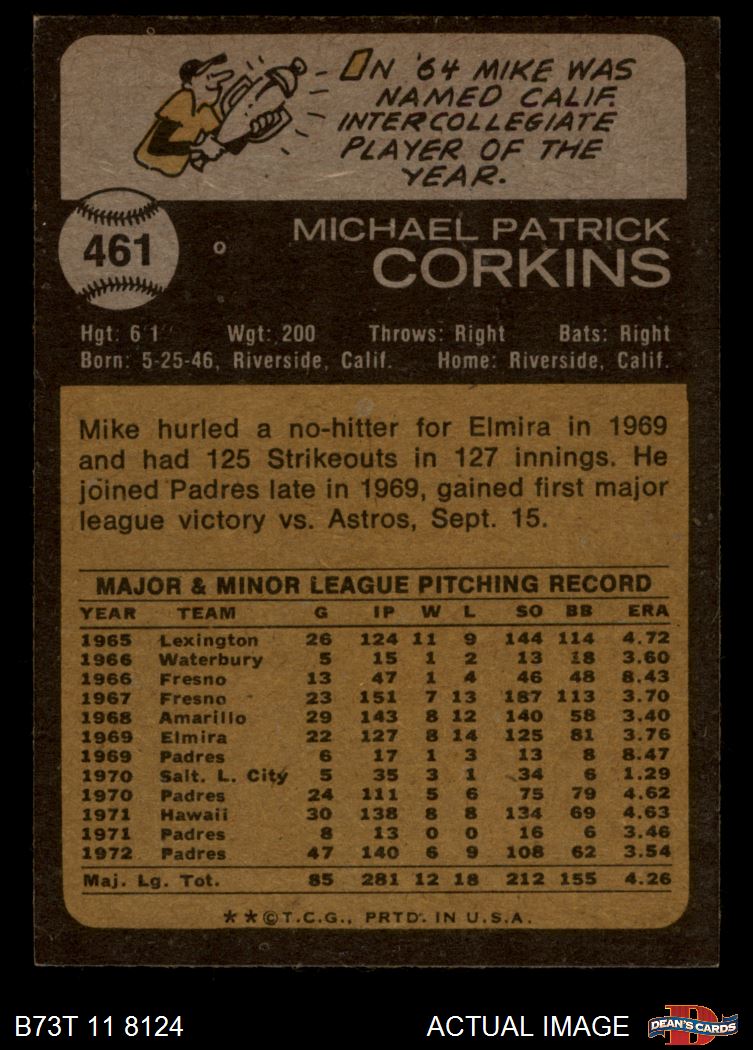 ON '64 MIKE WAS
NAMED CALIF.
INTERCOLLEGIATE
PLAYER OF THE
YEAR.
461
MICHAEL PATRICK
CORKINS
Hgt: 6'1" Wgt: 200 Throws: Right Bats: Right
Born: 5-25-46, Riverside, Calif. Home: Riverside, Calif.
Mike hurled a no-hitter for Elmira in 1969
and had 125 Strikeouts in 127 innings. He
joined Padres late in 1969, gained first major
league victory vs. Astros, Sept. 15.
MAJOR & MINOR LEAGUE PITCHING RECORD
YEAR TEAM G IP W L SO BB ERA
1965 Lexington 26 124 11 9 144 114 4.72
1966 Waterbury 5 15 1 2 13 18 3.60
1966 Fresno 13 47 1 4 46 48 8.43
1967 Fresno 23 151 7 13 187 113 3.70
1968 Amarillo 29 143 8 12 140 58 3.40
1969 Elmira 22 127 8 14 125 81 3.76
1969 Padres 6 17 1 3 13 8 8.47
1970 Salt. L. City 5 35 3 1 34 6 1.29
1970 Padres 24 111 5 6 75 79 4.62
1971 Hawaii 30 138 8 8 134 69 4.63
1971 Padres 8 13 0 0 16 6 3.46
1972 Padres 47 140 6 9 108 62 3.54
Maj. Lg. Tot. 85 281 12 18 212 155 4.26
**©T.C.G., PRTD. IN U.S.A.
B73T 11 8124
ACTUAL IMAGE
DEAN'S CARDS